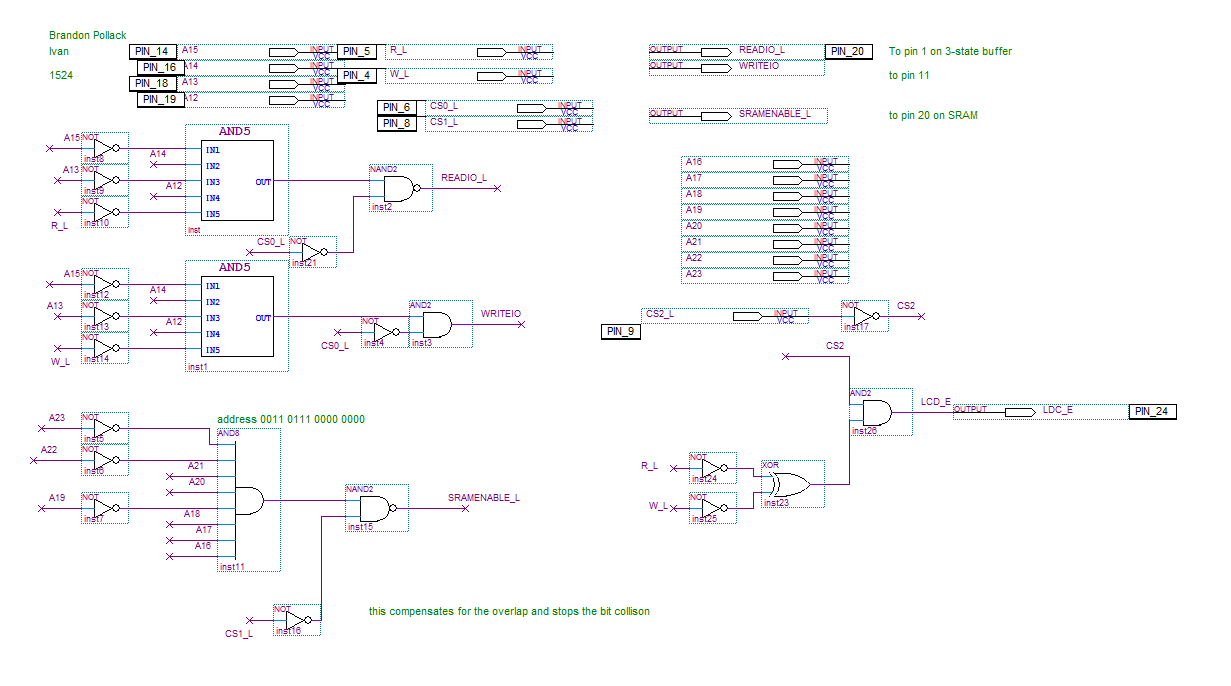 Brandon Pollack
Ivan
1524
PIN_14 A15 INPUT VCC
PIN_16 A14 INPUT VCC
PIN_18 A13 INPUT VCC
PIN_19 A12 INPUT VCC
PIN_5 R_L INPUT VCC
PIN_4 W_L INPUT VCC
PIN_6 CS0_L INPUT VCC
PIN_8 CS1_L INPUT VCC
OUTPUT READIO_L PIN_20 To pin 1 on 3-state buffer
OUTPUT WRITEIO to pin 11
OUTPUT SRAMENABLE_L to pin 20 on SRAM
AND5
A15 NOT inst8
A14
A13 NOT inst9
A12
R_L NOT inst10
IN1
IN2
IN3 OUT
IN4
IN5
inst
NAND2
inst2
READIO_L
CS0_L NOT inst21
AND5
A15 NOT inst12
A14
A13 NOT inst13
A12
W_L NOT inst14
IN1
IN2
IN3 OUT
IN4
IN5
inst1
AND2
inst3
WRITEIO
CS0_L NOT inst4
A16 INPUT VCC
A17 INPUT VCC
A18 INPUT VCC
A19 INPUT VCC
A20 INPUT VCC
A21 INPUT VCC
A22 INPUT VCC
A23 INPUT VCC
PIN_9 CS2_L INPUT VCC NOT inst17 CS2
CS2
AND2
inst26
LCD_E OUTPUT LDC_E PIN_24
R_L NOT inst24
W_L NOT inst25
XOR
inst23
address 0011 0111 0000 0000
AND8
A23 NOT inst5
A22 NOT inst6
A21
A20
A19 NOT inst7
A18
A17
A16
inst11
NAND2
inst15
SRAMENABLE_L
CS1_L NOT inst16
this compensates for the overlap and stops the bit collison